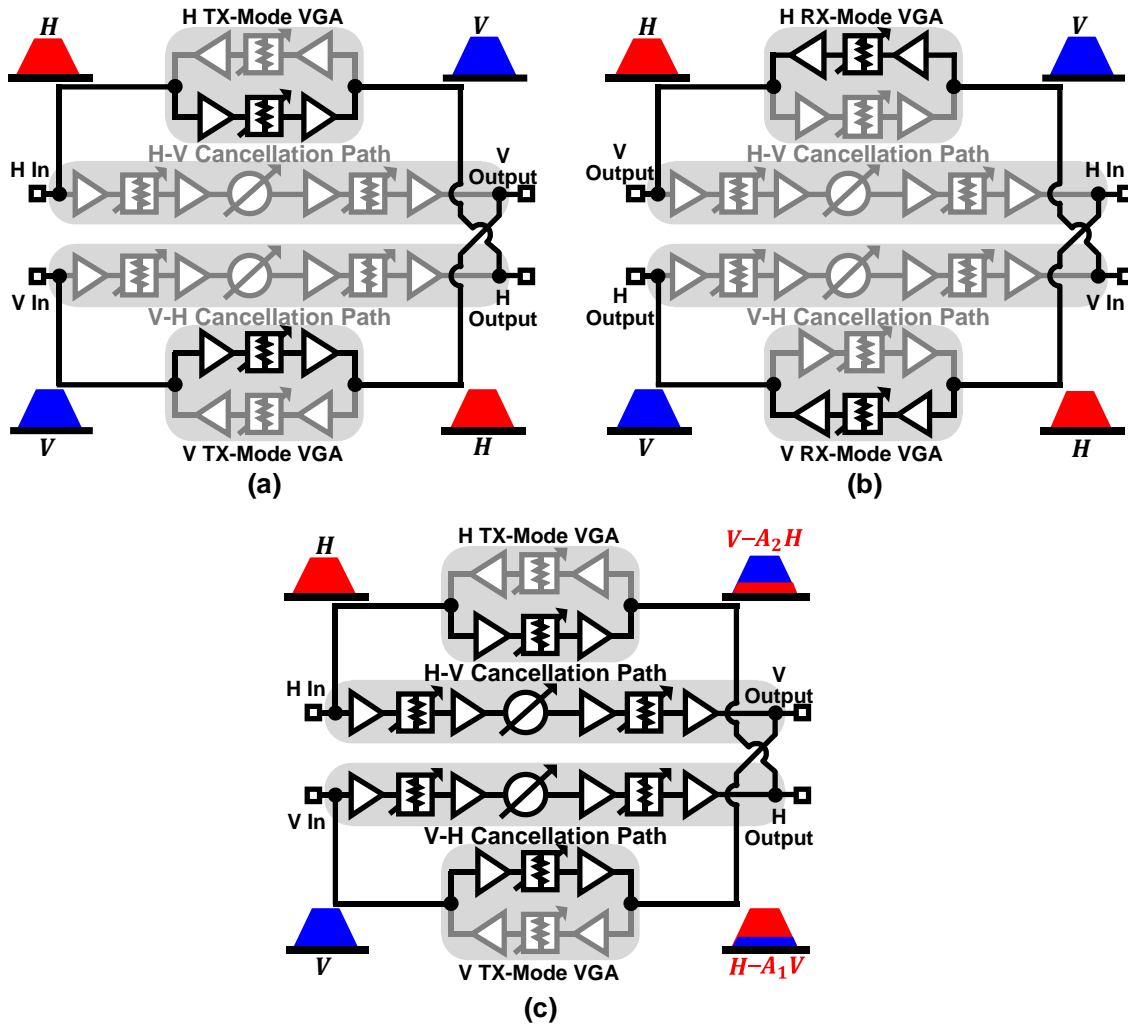 H TX-Mode VGA
H
V
H-V Cancellation Path
H In
V
Output
V In
H
Output
V-H Cancellation Path
V
H
V TX-Mode VGA
(a)
H RX-Mode VGA
H
V
H-V Cancellation Path
V
Output
H In
H
Output
V In
V-H Cancellation Path
V
H
V RX-Mode VGA
(b)
H TX-Mode VGA
H
V−A₂H
H-V Cancellation Path
H In
V
Output
V In
H
Output
V-H Cancellation Path
V
H−A₁V
V TX-Mode VGA
(c)